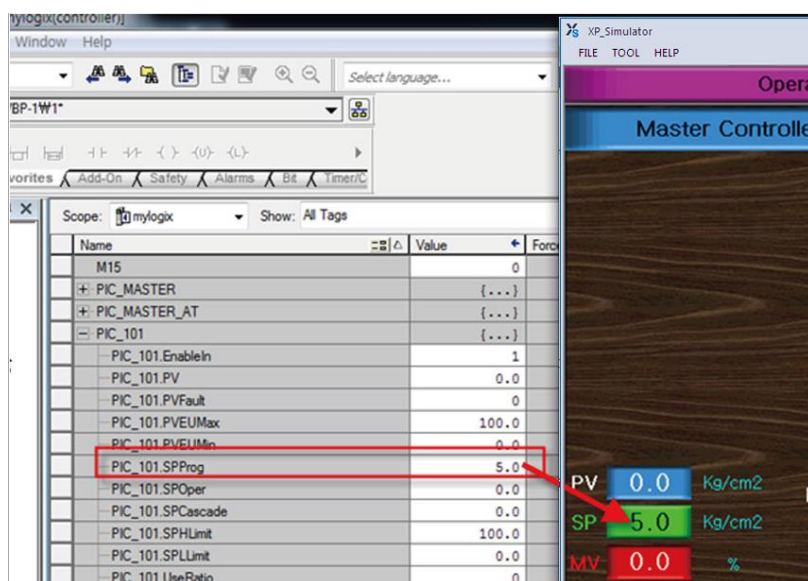 mylogix(controller)]
Window Help
Select language...
/BP-1₩1*
Favorites Add-On Safety Alarms Bit Timer/C
Scope: mylogix Show: All Tags
Name Value Force
M15 0
PIC_MASTER {...}
PIC_MASTER_AT {...}
PIC_101 {...}
PIC_101.EnableIn 1
PIC_101.PV 0.0
PIC_101.PVFault 0
PIC_101.PVEUMax 100.0
PIC_101.PVEUMin 0.0
PIC_101.SPProg 5.0
PIC_101.SPOper 0.0
PIC_101.SPCascade 0.0
PIC_101.SPHLimit 100.0
PIC_101.SPLLimit 0.0
PIC_101.UseRatio 0
XP_Simulator
FILE TOOL HELP
Opera
Master Controlle
PV 0.0 Kg/cm2
SP 5.0 Kg/cm2
MV 0.0 %